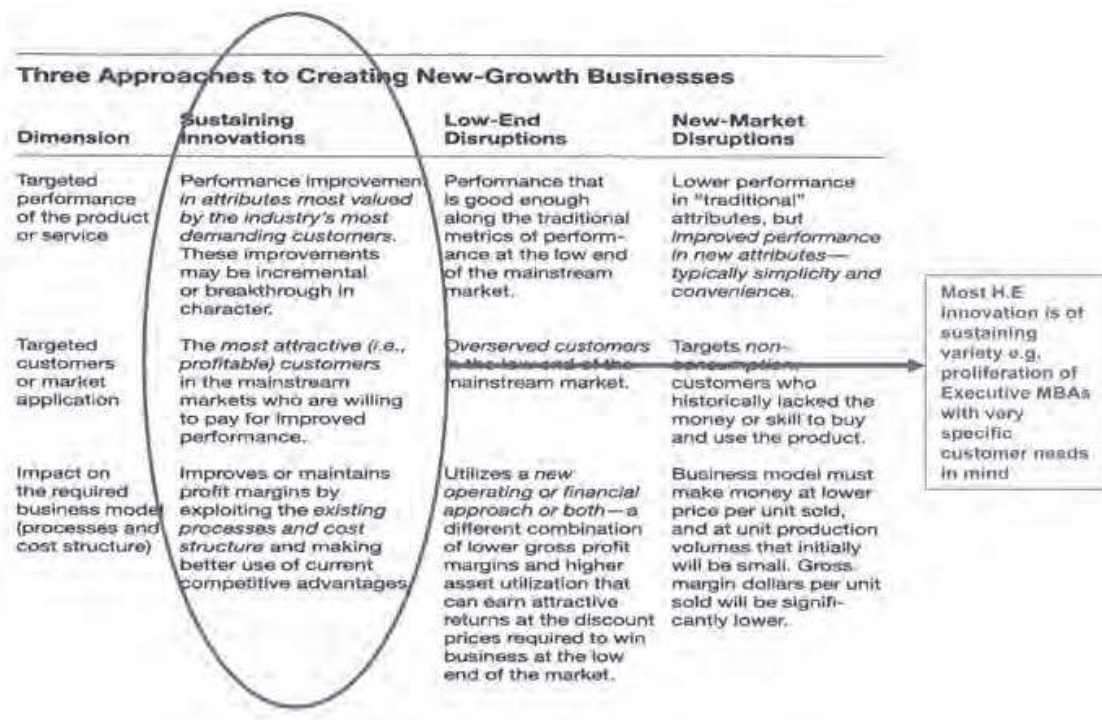 Three Approaches to Creating New-Growth Businesses
Dimension
Sustaining
Innovations
Low-End
Disruptions
New-Market
Disruptions
Targeted
performance
of the product
or service
Performance improvemen
in attributes most valued
by the industry's most
demanding customers.
These improvements
may be incremental
or breakthrough in
character.
Performance that
is good enough
along the traditional
metrics of perform-
ance at the low end
of the mainstream
market.
Lower performance
in "traditional"
attributes, but
improved performance
in new attributes—
typically simplicity and
convenience.
Targeted
customers
or market
application
The most attractive (i.e.,
profitable) customers
in the mainstream
markets who are willing
to pay for improved
performance.
Overserved customers
in the low end of the
mainstream market.
Targets non-
consumption:
customers who
historically lacked the
money or skill to buy
and use the product.
Impact on
the required
business model
(processes and
cost structure)
Improves or maintains
profit margins by
exploiting the existing
processes and cost
structure and making
better use of current
competitive advantages.
Utilizes a new
operating or financial
approach or both—a
different combination
of lower gross profit
margins and higher
asset utilization that
can earn attractive
returns at the discount
prices required to win
business at the low
end of the market.
Business model must
make money at lower
price per unit sold,
and at unit production
volumes that initially
will be small. Gross
margin dollars per unit
sold will be signifi-
cantly lower.
Most H.E
innovation is of
sustaining
variety e.g.
proliferation of
Executive MBAs
with very
specific
customer needs
in mind